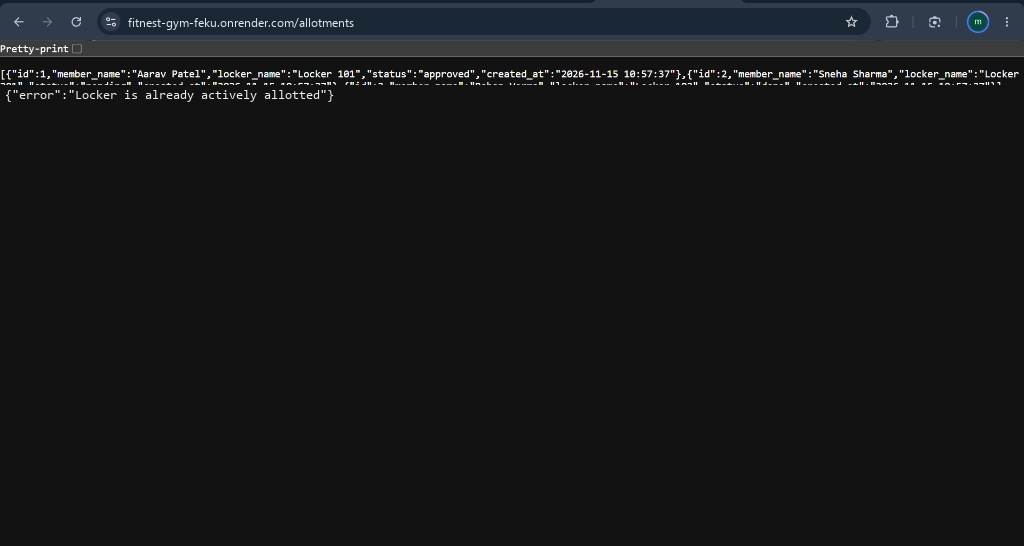 fitnest-gym-feku.onrender.com/allotments
m
Pretty-print
[{"id":1,"member_name":"Aarav Patel","locker_name":"Locker 101","status":"approved","created_at":"2026-11-15 10:57:37"},{"id":2,"member_name":"Sneha Sharma","locker_name":"Locker
{"error":"Locker is already actively allotted"}